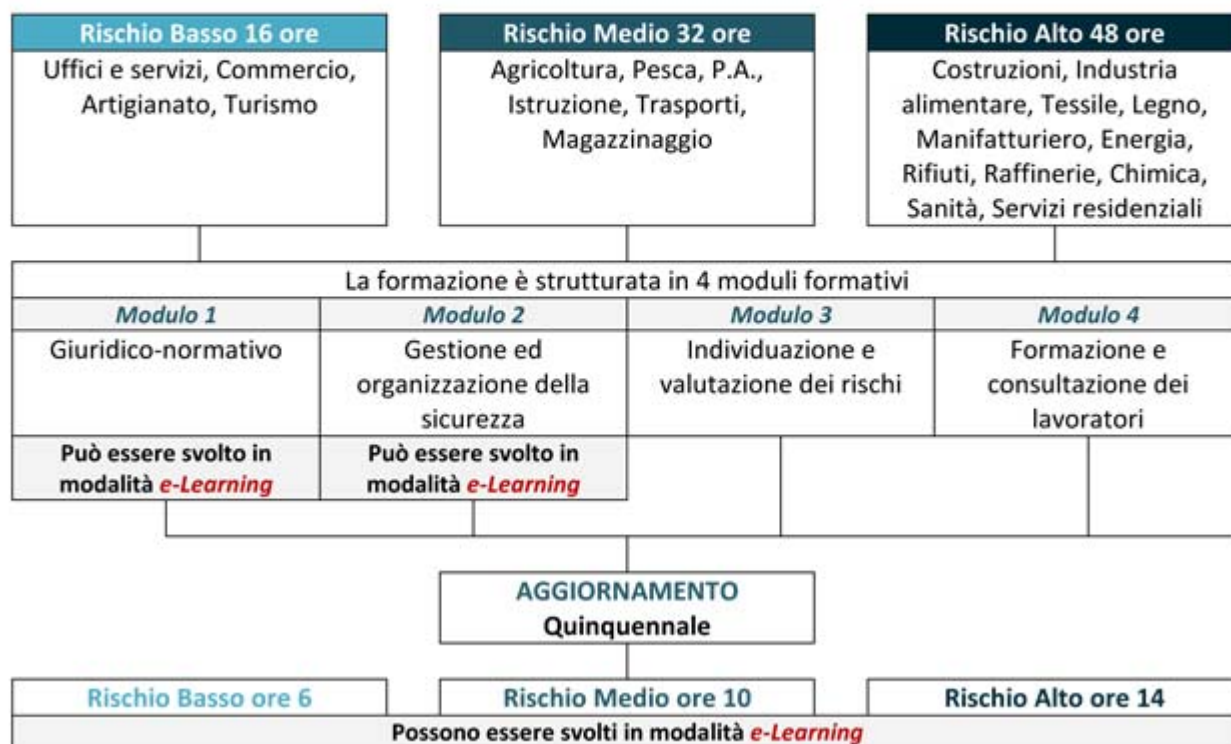 Rischio Basso 16 ore
Uffici e servizi, Commercio,
Artigianato, Turismo
Rischio Medio 32 ore
Agricoltura, Pesca, P.A.,
Istruzione, Trasporti,
Magazzinaggio
Rischio Alto 48 ore
Costruzioni, Industria
alimentare, Tessile, Legno,
Manifatturiero, Energia,
Rifiuti, Raffinerie, Chimica,
Sanità, Servizi residenziali
La formazione è strutturata in 4 moduli formativi
Modulo 1
Giuridico-normativo
Può essere svolto in
modalità e-Learning
Modulo 2
Gestione ed
organizzazione della
sicurezza
Può essere svolto in
modalità e-Learning
Modulo 3
Individuazione e
valutazione dei rischi
Modulo 4
Formazione e
consultazione dei
lavoratori
AGGIORNAMENTO
Quinquennale
Rischio Basso ore 6
Rischio Medio ore 10
Rischio Alto ore 14
Possono essere svolti in modalità e-Learning